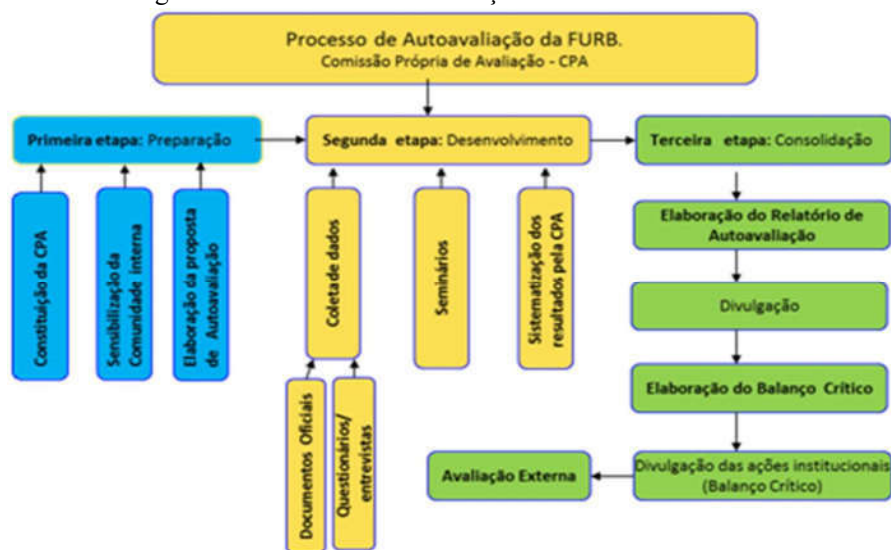 Processo de Autoavaliação da FURB.
Comissão Própria de Avaliação - CPA
Primeira etapa: Preparação
Segunda etapa: Desenvolvimento
Terceira etapa: Consolidação
Constituição da CPA
Sensibilização da
Comunidade interna
Elaboração da proposta
de Autoavaliação
Coleta de dados
Seminários
Sistematização dos
resultados pela CPA
Documentos Oficiais
Questionários/
entrevistas
Elaboração do Relatório de
Autoavaliação
Divulgação
Elaboração do Balanço Crítico
Divulgação das ações institucionais
(Balanço Crítico)
Avaliação Externa